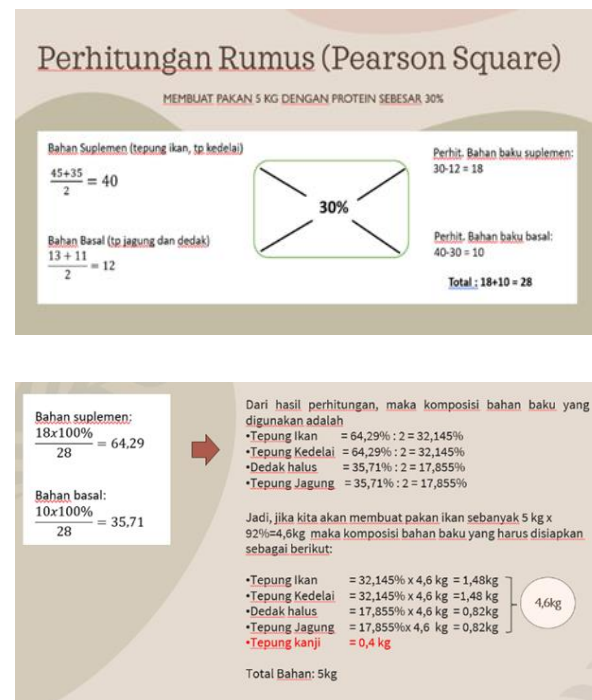 Perhitungan Rumus (Pearson Square)
MEMBUAT PAKAN 5 KG DENGAN PROTEIN SEBESAR 30%
Bahan Suplemen (tepung ikan, tp kedelai)
45+35
2
= 40
Bahan Basal (tp jagung dan dedak)
13 + 11
2
= 12
30%
Perhit. Bahan baku suplemen:
30-12 = 18
Perhit. Bahan baku basal:
40-30 = 10
Total : 18+10 = 28
Bahan suplemen:
18x100%
28
= 64,29
Bahan basal:
10x100%
28
= 35,71
Dari hasil perhitungan, maka komposisi bahan baku yang
digunakan adalah
•Tepung Ikan = 64,29% : 2 = 32,145%
•Tepung Kedelai = 64,29% : 2 = 32,145%
•Dedak halus = 35,71% : 2 = 17,855%
•Tepung Jagung = 35,71% : 2 = 17,855%
Jadi, jika kita akan membuat pakan ikan sebanyak 5 kg x
92%=4,6kg maka komposisi bahan baku yang harus disiapkan
sebagai berikut:
•Tepung Ikan = 32,145% x 4,6 kg = 1,48kg
•Tepung Kedelai = 32,145% x 4,6 kg =1,48 kg
•Dedak halus = 17,855% x 4,6 kg = 0,82kg
•Tepung Jagung = 17,855%x 4,6 kg = 0,82kg
•Tepung kanji = 0,4 kg
4,6kg
Total Bahan: 5kg